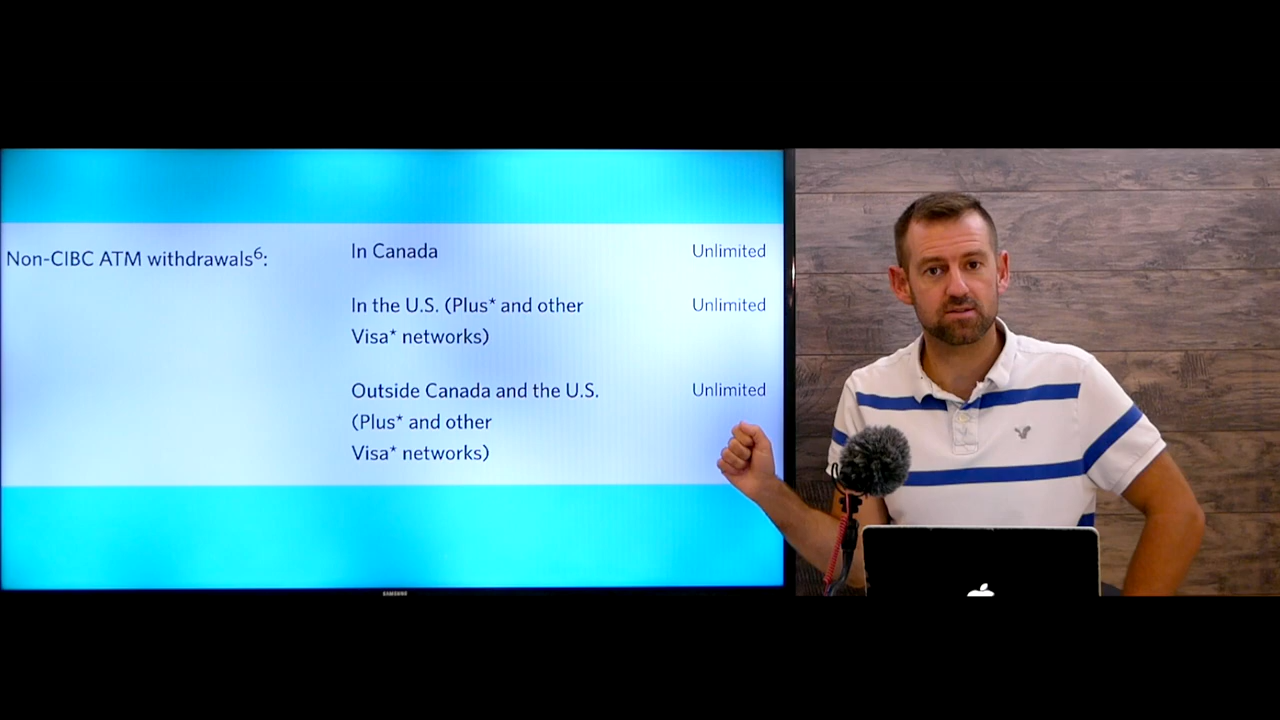 Non-CIBC ATM withdrawals⁶:
In Canada
Unlimited
In the U.S. (Plus* and other
Visa* networks)
Unlimited
Outside Canada and the U.S.
(Plus* and other
Visa* networks)
Unlimited
SAMSUNG